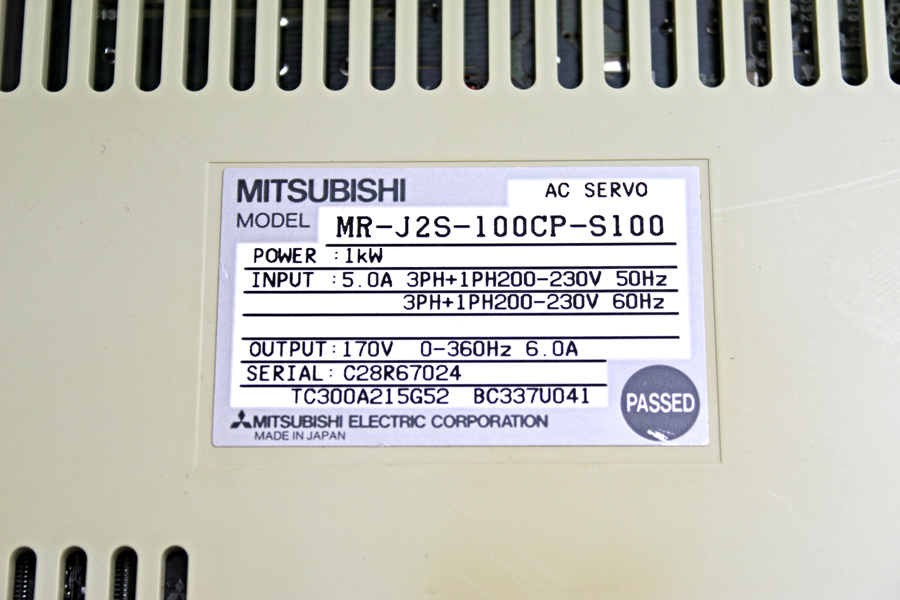 MITSUBISHI AC SERVO
MODEL MR-J2S-100CP-S100
POWER :1kW
INPUT :5.0A 3PH+1PH200-230V 50Hz
3PH+1PH200-230V 60Hz
OUTPUT:170V 0-360Hz 6.0A
SERIAL: C28R67024
TC300A215G52 BC337U041
PASSED
MITSUBISHI ELECTRIC CORPORATION
MADE IN JAPAN